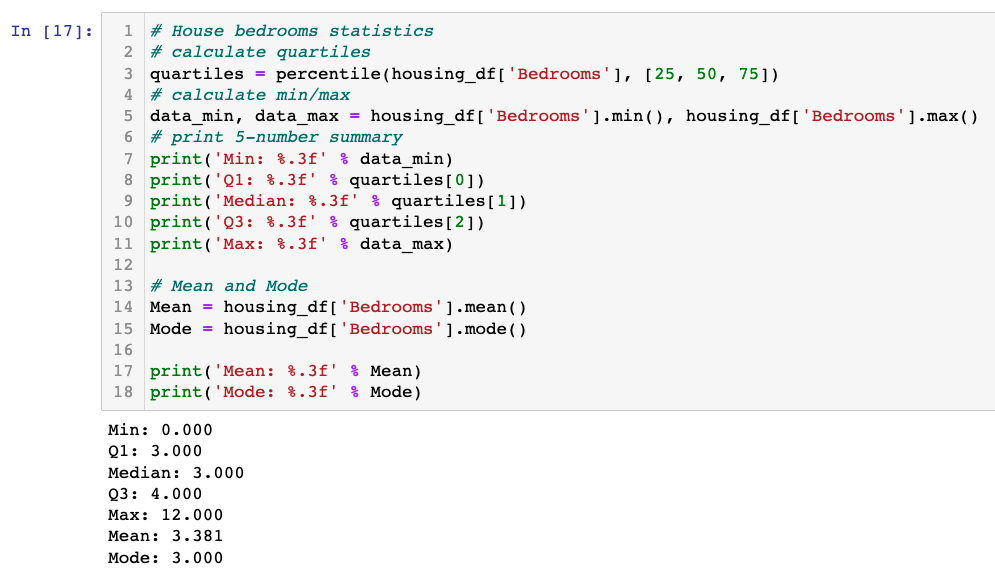 In [17]:
1 # House bedrooms statistics
2 # calculate quartiles
3 quartiles = percentile(housing_df['Bedrooms'], [25, 50, 75])
4 # calculate min/max
5 data_min, data_max = housing_df['Bedrooms'].min(), housing_df['Bedrooms'].max()
6 # print 5-number summary
7 print('Min: %.3f' % data_min)
8 print('Q1: %.3f' % quartiles[0])
9 print('Median: %.3f' % quartiles[1])
10 print('Q3: %.3f' % quartiles[2])
11 print('Max: %.3f' % data_max)
12
13 # Mean and Mode
14 Mean = housing_df['Bedrooms'].mean()
15 Mode = housing_df['Bedrooms'].mode()
16
17 print('Mean: %.3f' % Mean)
18 print('Mode: %.3f' % Mode)
Min: 0.000
Q1: 3.000
Median: 3.000
Q3: 4.000
Max: 12.000
Mean: 3.381
Mode: 3.000